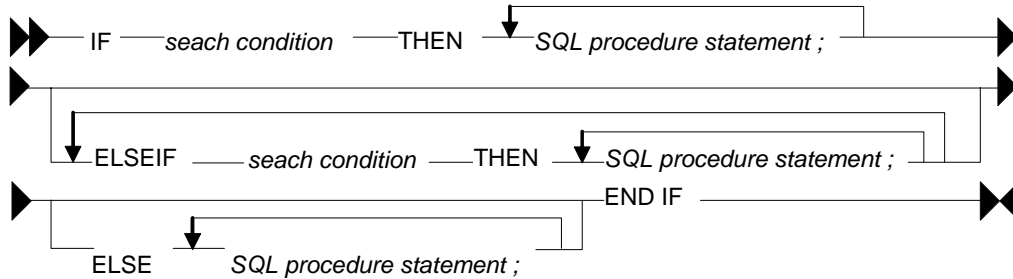 IF seach condition THEN SQL procedure statement ;
ELSEIF seach condition THEN SQL procedure statement ;
END IF
ELSE SQL procedure statement ;